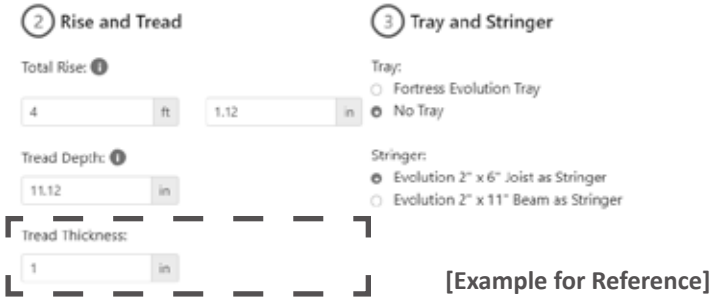 2 Rise and Tread
Total Rise: i
4 ft 1.12 in
Tread Depth: i
11.12 in
Tread Thickness:
1 in
3 Tray and Stringer
Tray:
Fortress Evolution Tray
No Tray
Stringer:
Evolution 2" x 6" Joist as Stringer
Evolution 2" x 11" Beam as Stringer
[Example for Reference]